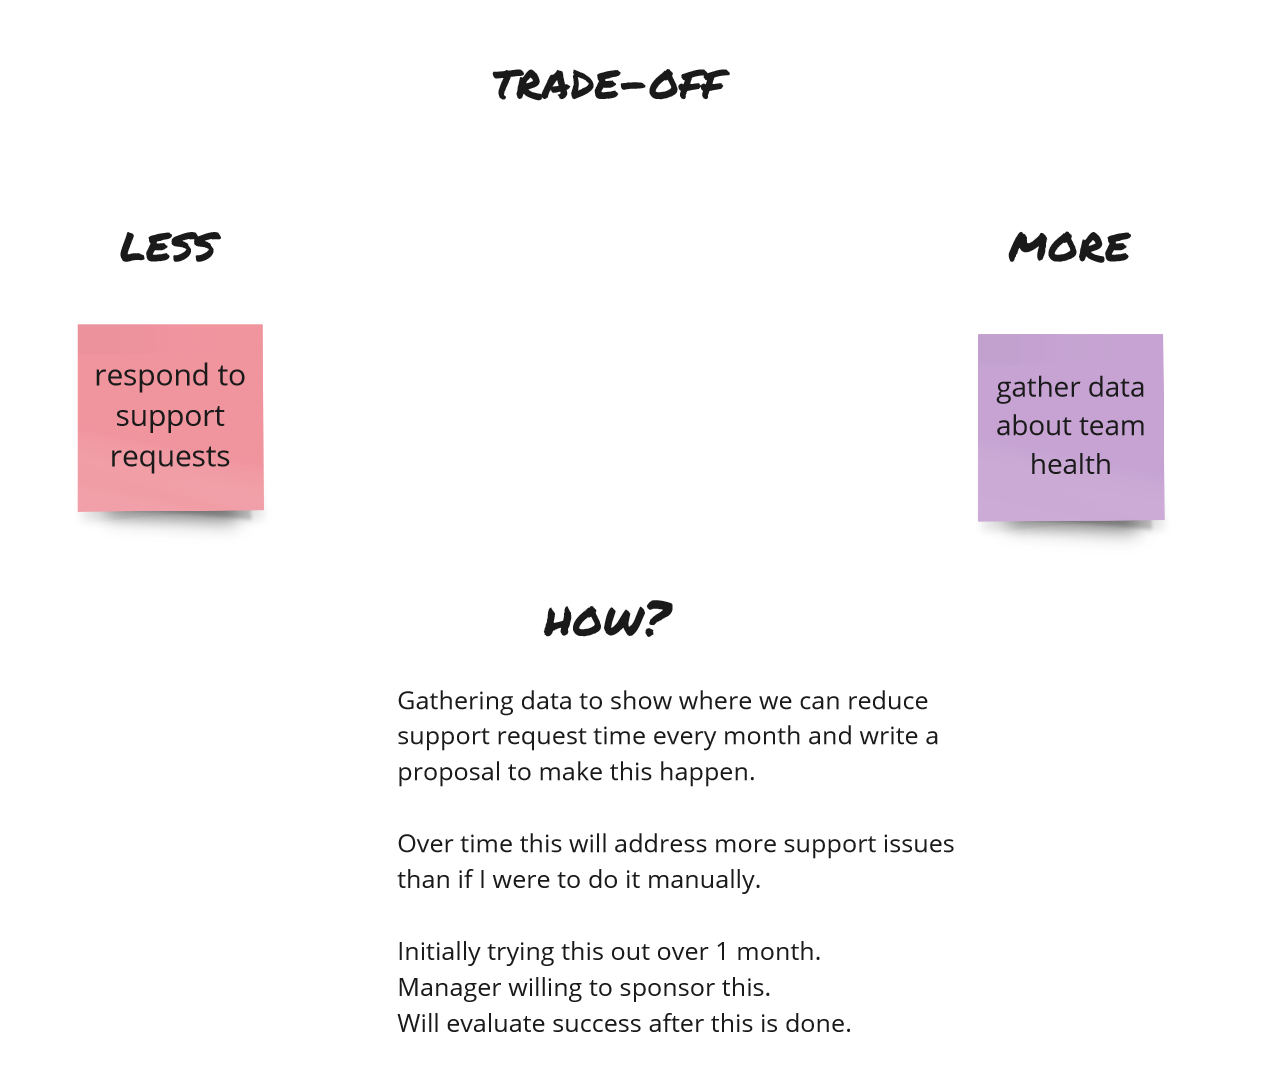 TRADE-OFF
LESS
MORE
respond to
support
requests
gather data
about team
health
HOW?
Gathering data to show where we can reduce
support request time every month and write a
proposal to make this happen.
Over time this will address more support issues
than if I were to do it manually.
Initially trying this out over 1 month.
Manager willing to sponsor this.
Will evaluate success after this is done.